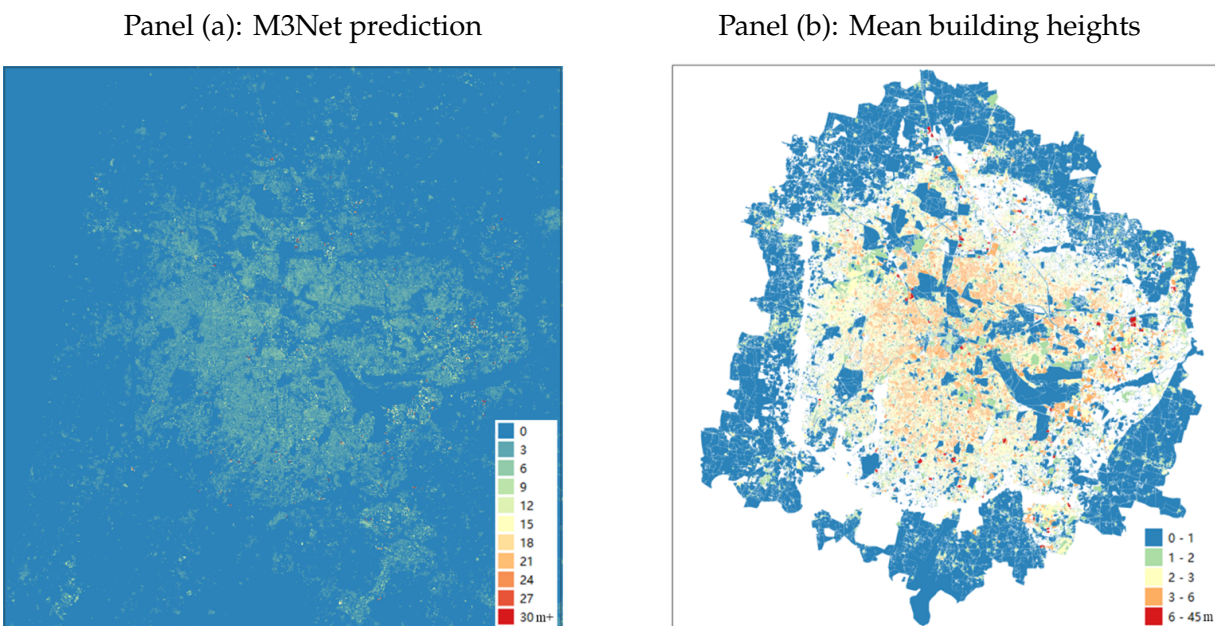 Panel (a): M3Net prediction
Panel (b): Mean building heights
0
3
6
9
12
15
18
21
24
27
30 m+
0 - 1
1 - 2
2 - 3
3 - 6
6 - 45 m